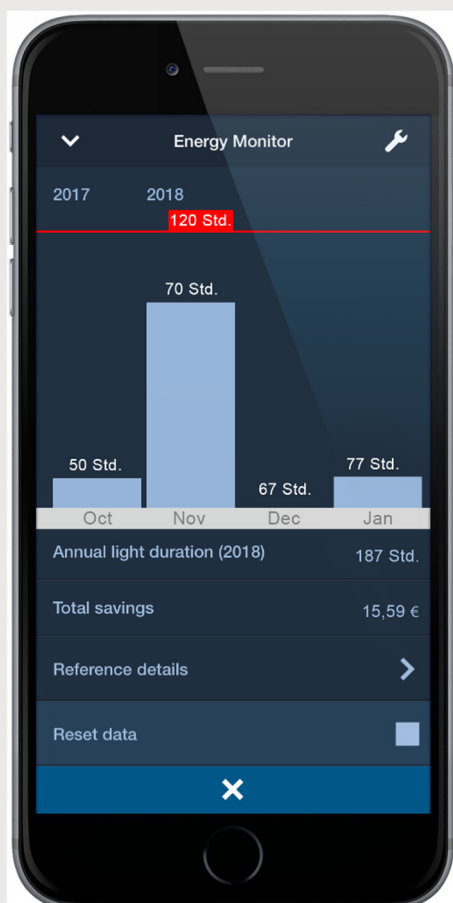 Energy Monitor
2017 2018
120 Std.
70 Std.
50 Std.
77 Std.
67 Std.
Oct Nov Dec Jan
Annual light duration (2018) 187 Std.
Total savings 15,59 €
Reference details
Reset data